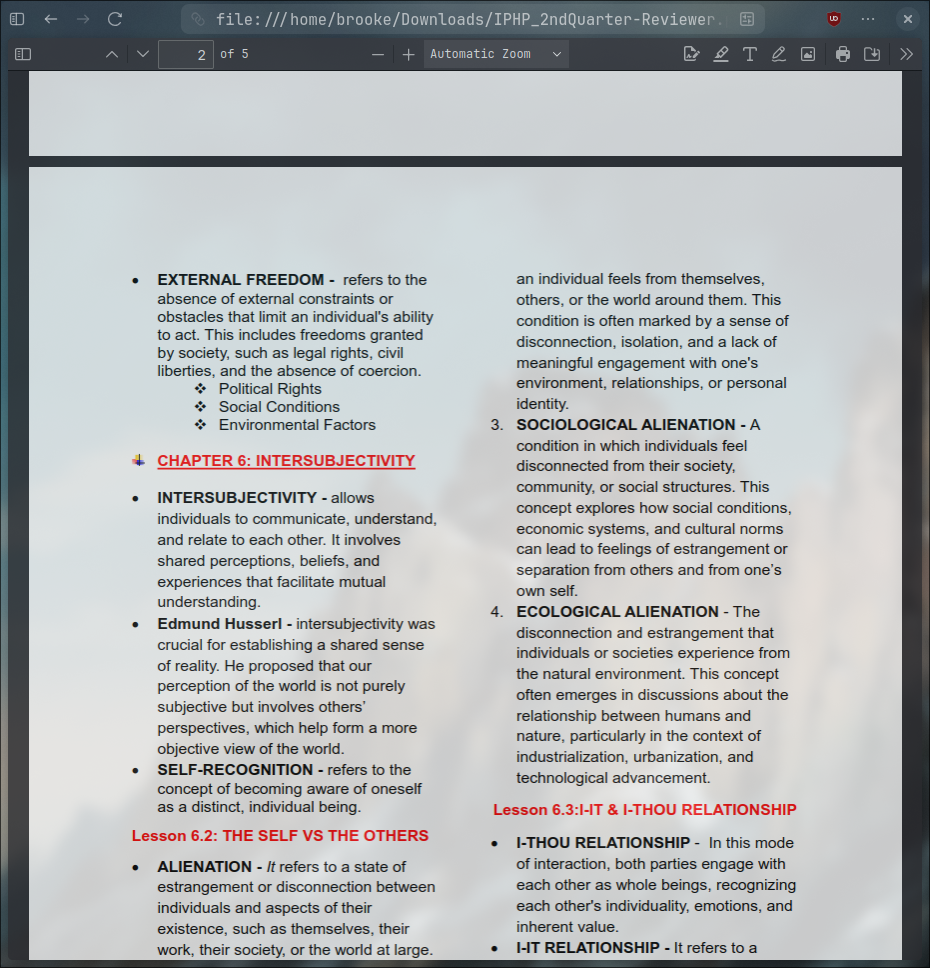 file:///home/brooke/Downloads/IPHP_2ndQuarter-Reviewer.
2 of 5
Automatic Zoom
• EXTERNAL FREEDOM - refers to the
absence of external constraints or
obstacles that limit an individual's ability
to act. This includes freedoms granted
by society, such as legal rights, civil
liberties, and the absence of coercion.
❖ Political Rights
❖ Social Conditions
❖ Environmental Factors
CHAPTER 6: INTERSUBJECTIVITY
• INTERSUBJECTIVITY - allows
individuals to communicate, understand,
and relate to each other. It involves
shared perceptions, beliefs, and
experiences that facilitate mutual
understanding.
• Edmund Husserl - intersubjectivity was
crucial for establishing a shared sense
of reality. He proposed that our
perception of the world is not purely
subjective but involves others’
perspectives, which help form a more
objective view of the world.
• SELF-RECOGNITION - refers to the
concept of becoming aware of oneself
as a distinct, individual being.
Lesson 6.2: THE SELF VS THE OTHERS
• ALIENATION - It refers to a state of
estrangement or disconnection between
individuals and aspects of their
existence, such as themselves, their
work, their society, or the world at large.
an individual feels from themselves,
others, or the world around them. This
condition is often marked by a sense of
disconnection, isolation, and a lack of
meaningful engagement with one's
environment, relationships, or personal
identity.
3. SOCIOLOGICAL ALIENATION - A
condition in which individuals feel
disconnected from their society,
community, or social structures. This
concept explores how social conditions,
economic systems, and cultural norms
can lead to feelings of estrangement or
separation from others and from one’s
own self.
4. ECOLOGICAL ALIENATION - The
disconnection and estrangement that
individuals or societies experience from
the natural environment. This concept
often emerges in discussions about the
relationship between humans and
nature, particularly in the context of
industrialization, urbanization, and
technological advancement.
Lesson 6.3:I-IT & I-THOU RELATIONSHIP
• I-THOU RELATIONSHIP - In this mode
of interaction, both parties engage with
each other as whole beings, recognizing
each other's individuality, emotions, and
inherent value.
• I-IT RELATIONSHIP - It refers to a